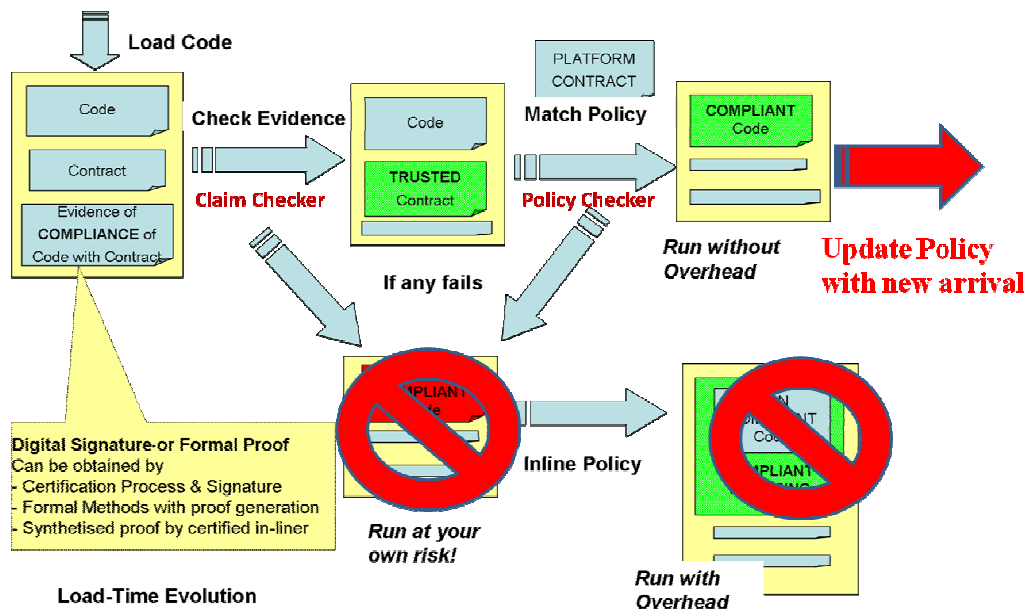 Load Code
Code
Contract
Evidence of
COMPLIANCE of
Code with Contract
Check Evidence
Claim Checker
Code
TRUSTED
Contract
PLATFORM
CONTRACT
Match Policy
Policy Checker
COMPLIANT
Code
Run without
Overhead
Update Policy
with new arrival
If any fails
Inline Policy
Run at your
own risk!
Run with
Overhead
Digital Signature or Formal Proof
Can be obtained by
- Certification Process & Signature
- Formal Methods with proof generation
- Synthetised proof by certified in-liner
Load-Time Evolution